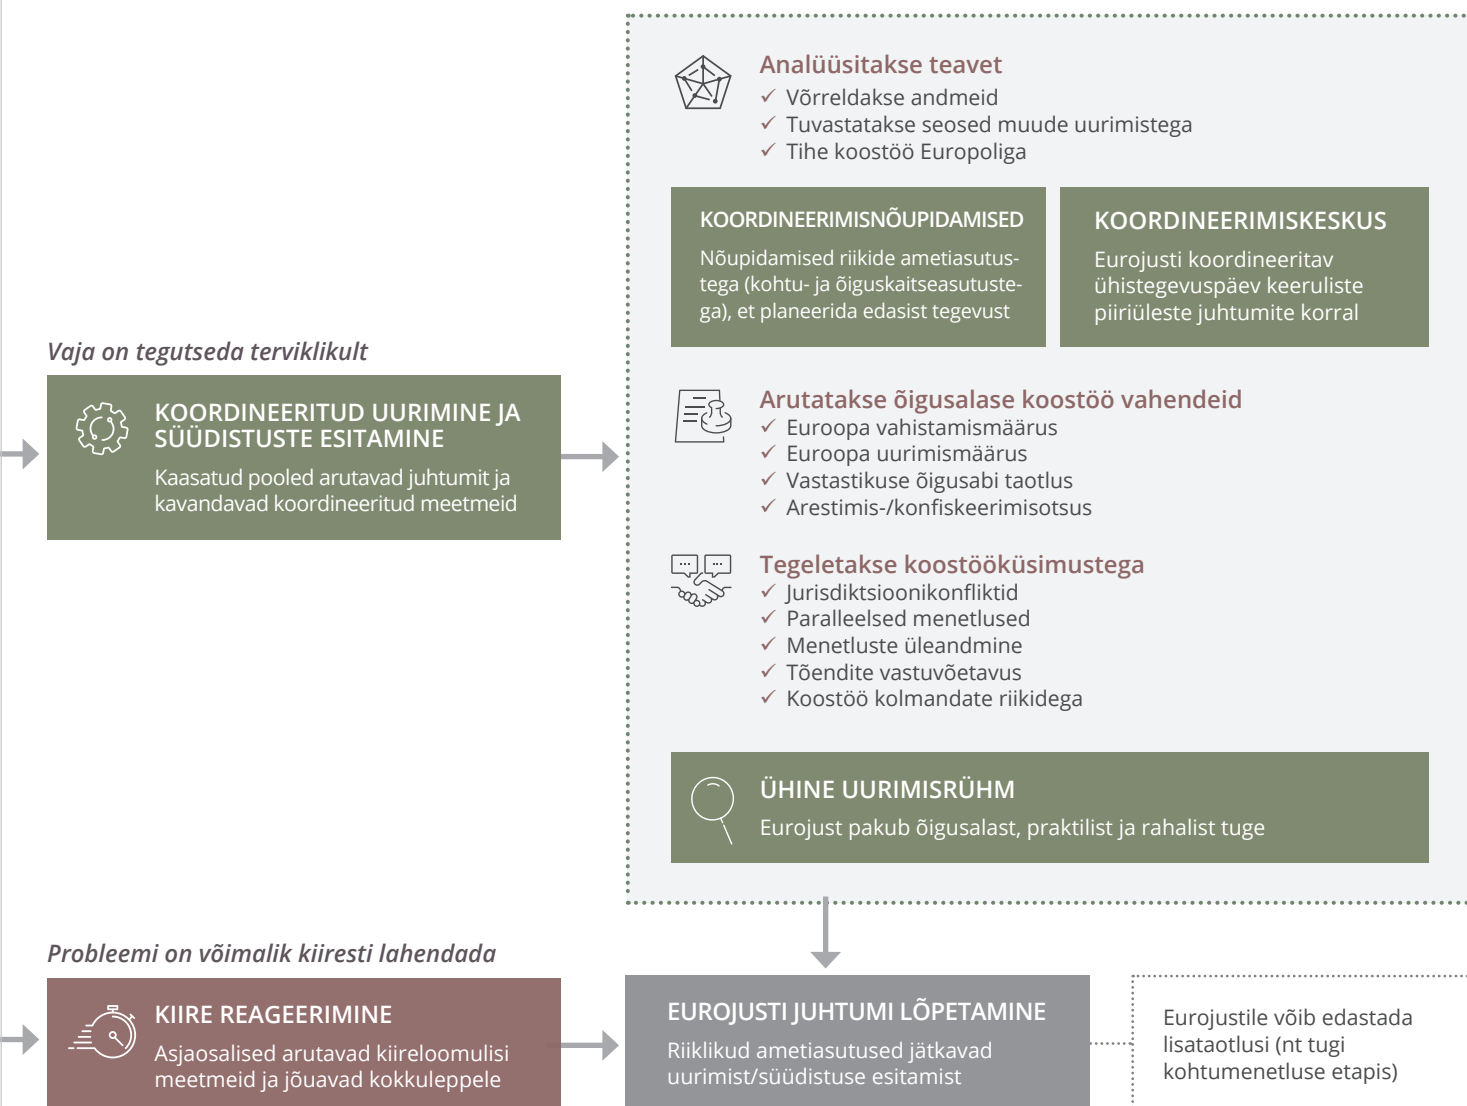 Analüüsitakse teavet
✓ Võrreldakse andmeid
✓ Tuvastatakse seosed muude uurimistega
✓ Tihe koostöö Europoliga
KOORDINEERIMISNÕUPIDAMISED
Nõupidamised riikide ametiasutus-
tega (kohtu- ja õiguskaitseasutuste-
ga), et planeerida edasist tegevust
KOORDINEERIMISKESKUS
Eurojusti koordineeritav
ühistegevuspäev keeruliste
piiriüleste juhtumite korral
Vaja on tegutseda terviklikult
KOORDINEERITUD UURIMINE JA
SÜÜDISTUSTE ESITAMINE
Kaasatud pooled arutavad juhtumit ja
kavandavad koordineeritud meetmeid
Arutatakse õigusalase koostöö vahendeid
✓ Euroopa vahistamismäärus
✓ Euroopa uurimismäärus
✓ Vastastikuse õigusabi taotlus
✓ Arestimis-/konfiskeerimisotsus
Tegeletakse koostööküsimustega
✓ Jurisdiktsioonikonfliktid
✓ Paralleelsed menetlused
✓ Menetluste üleandmine
✓ Tõendite vastuvõetavus
✓ Koostöö kolmandate riikidega
ÜHINE UURIMISRÜHM
Eurojust pakub õigusalast, praktilist ja rahalist tuge
Probleemi on võimalik kiiresti lahendada
KIIRE REAGEERIMINE
Asjaosalised arutavad kiireloomulisi
meetmeid ja jõuavad kokkuleppele
EUROJUSTI JUHTUMI LÕPETAMINE
Riiklikud ametiasutused jätkavad
uurimist/süüdistuse esitamist
Eurojustile võib edastada
lisataotlusi (nt tugi
kohtumenetluse etapis)